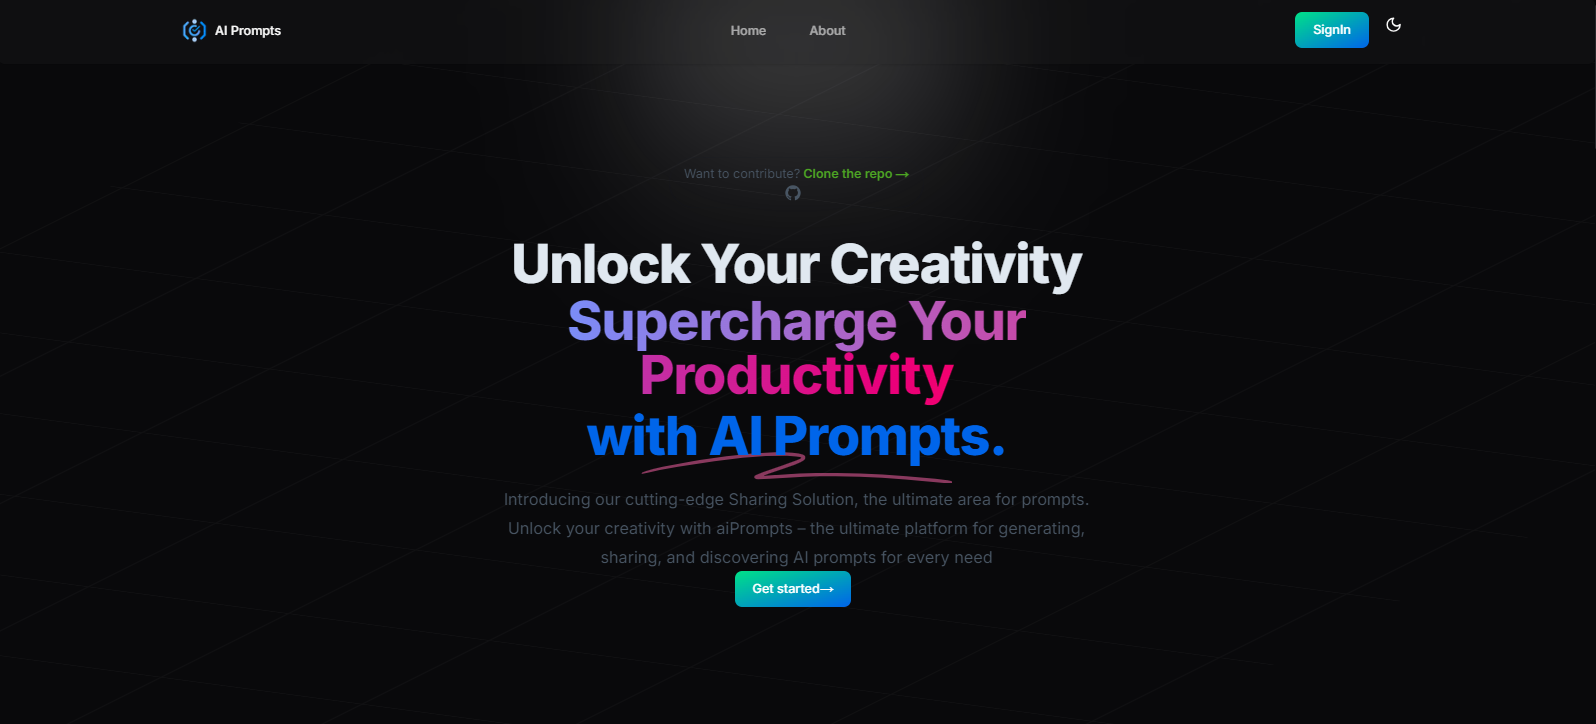 AI Prompts
Home
About
SignIn
Want to contribute? Clone the repo →
Unlock Your Creativity
Supercharge Your
Productivity
with AI Prompts.
Introducing our cutting-edge Sharing Solution, the ultimate area for prompts.
Unlock your creativity with aiPrompts – the ultimate platform for generating,
sharing, and discovering AI prompts for every need
Get started→